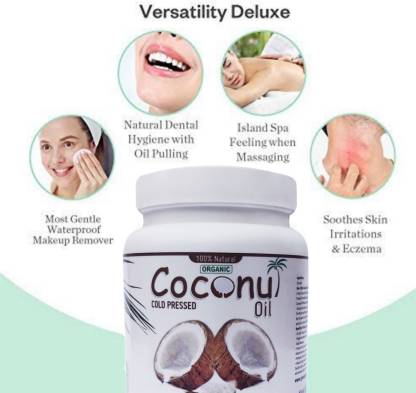 Versatility Deluxe
Natural Dental
Hygiene with
Oil Pulling
Island Spa
Feeling when
Massaging
Most Gentle
Waterproof
Makeup Remover
Soothes Skin
Irritations
& Eczema
100% Natural
ORGANIC
Coconut
COLD PRESSED
Oil